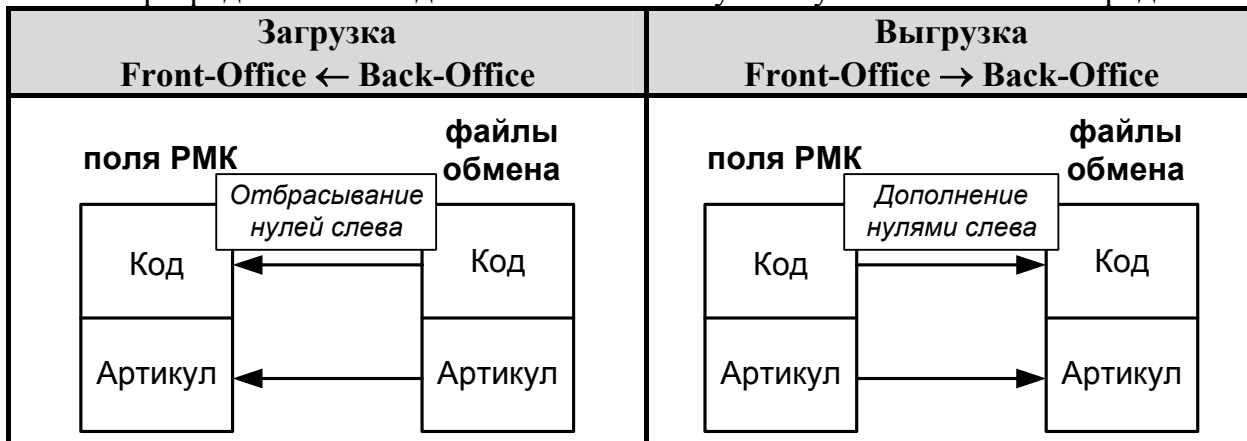 Загрузка
Front-Office ← Back-Office
Выгрузка
Front-Office → Back-Office
поля РМК
файлы
обмена
Отбрасывание
нулей слева
Код
Код
Артикул
Артикул
поля РМК
файлы
обмена
Дополнение
нулями слева
Код
Код
Артикул
Артикул